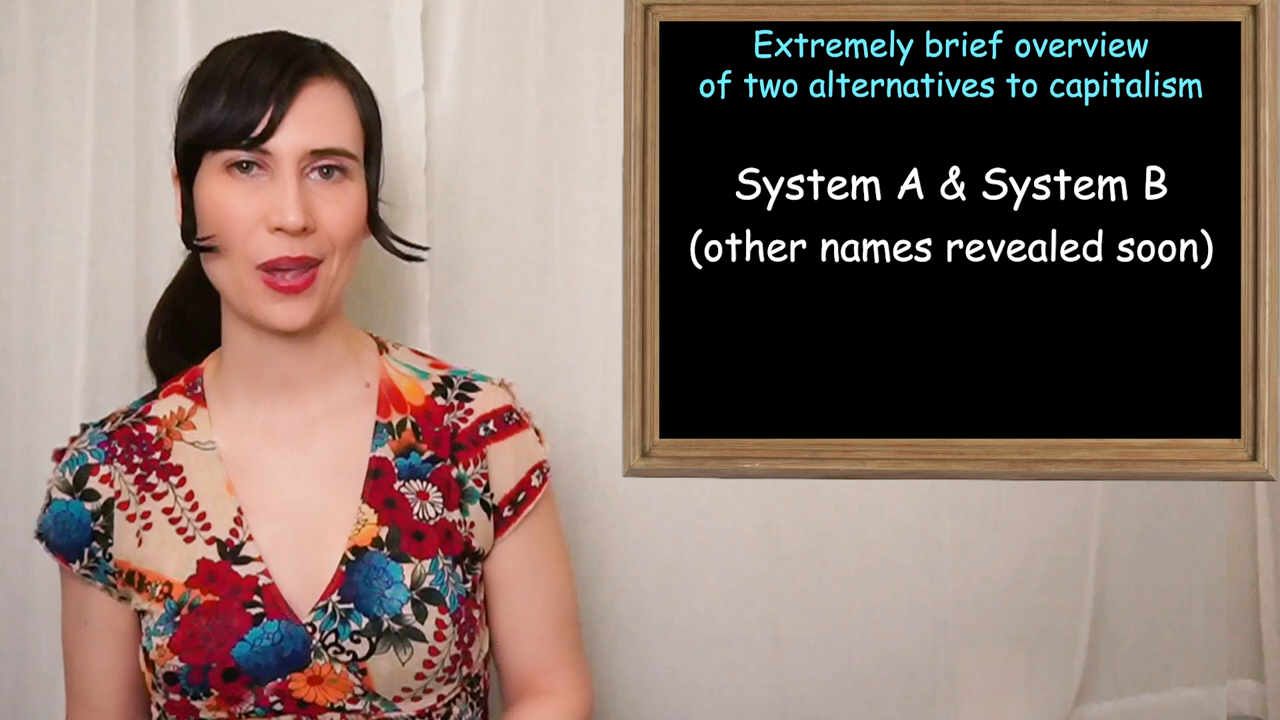 Extremely brief overview
of two alternatives to capitalism
System A & System B
(other names revealed soon)